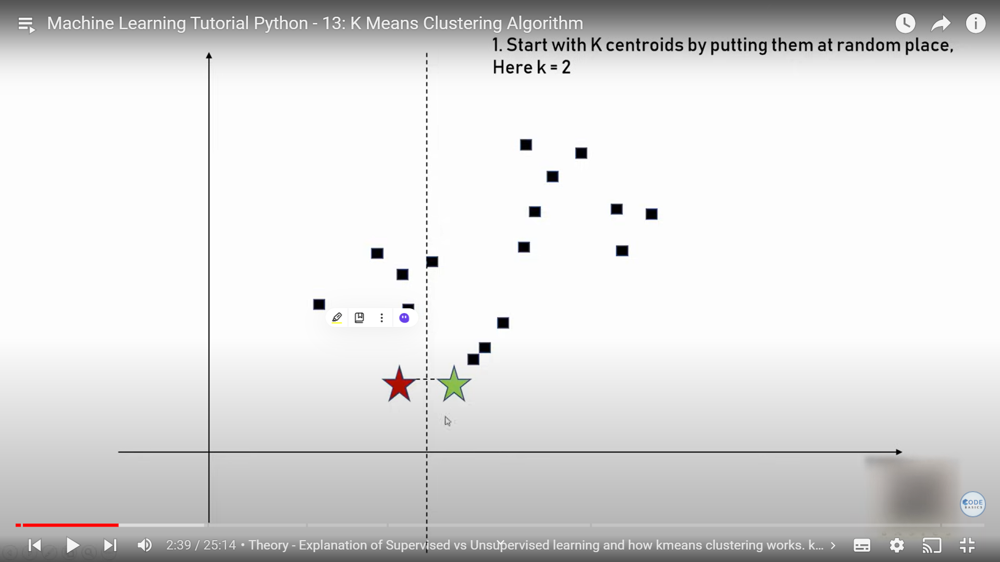 Machine Learning Tutorial Python - 13: K Means Clustering Algorithm
1. Start with K centroids by putting them at random place,
Here k = 2
CODE
BASICS
2:39 / 25:14 • Theory - Explanation of Supervised vs Unsupervised learning and how kmeans clustering works. k...